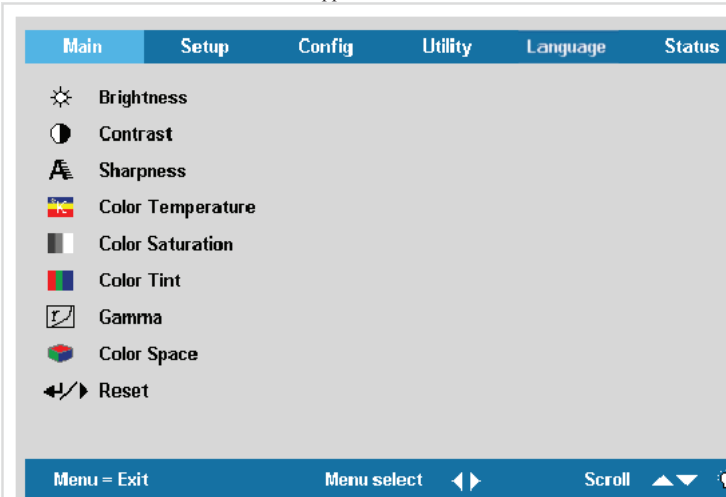 Main Setup Config Utility Language Status
Brightness
Contrast
Sharpness
°K Color Temperature
Color Saturation
Color Tint
Gamma
Color Space
Reset
Menu = Exit Menu select Scroll